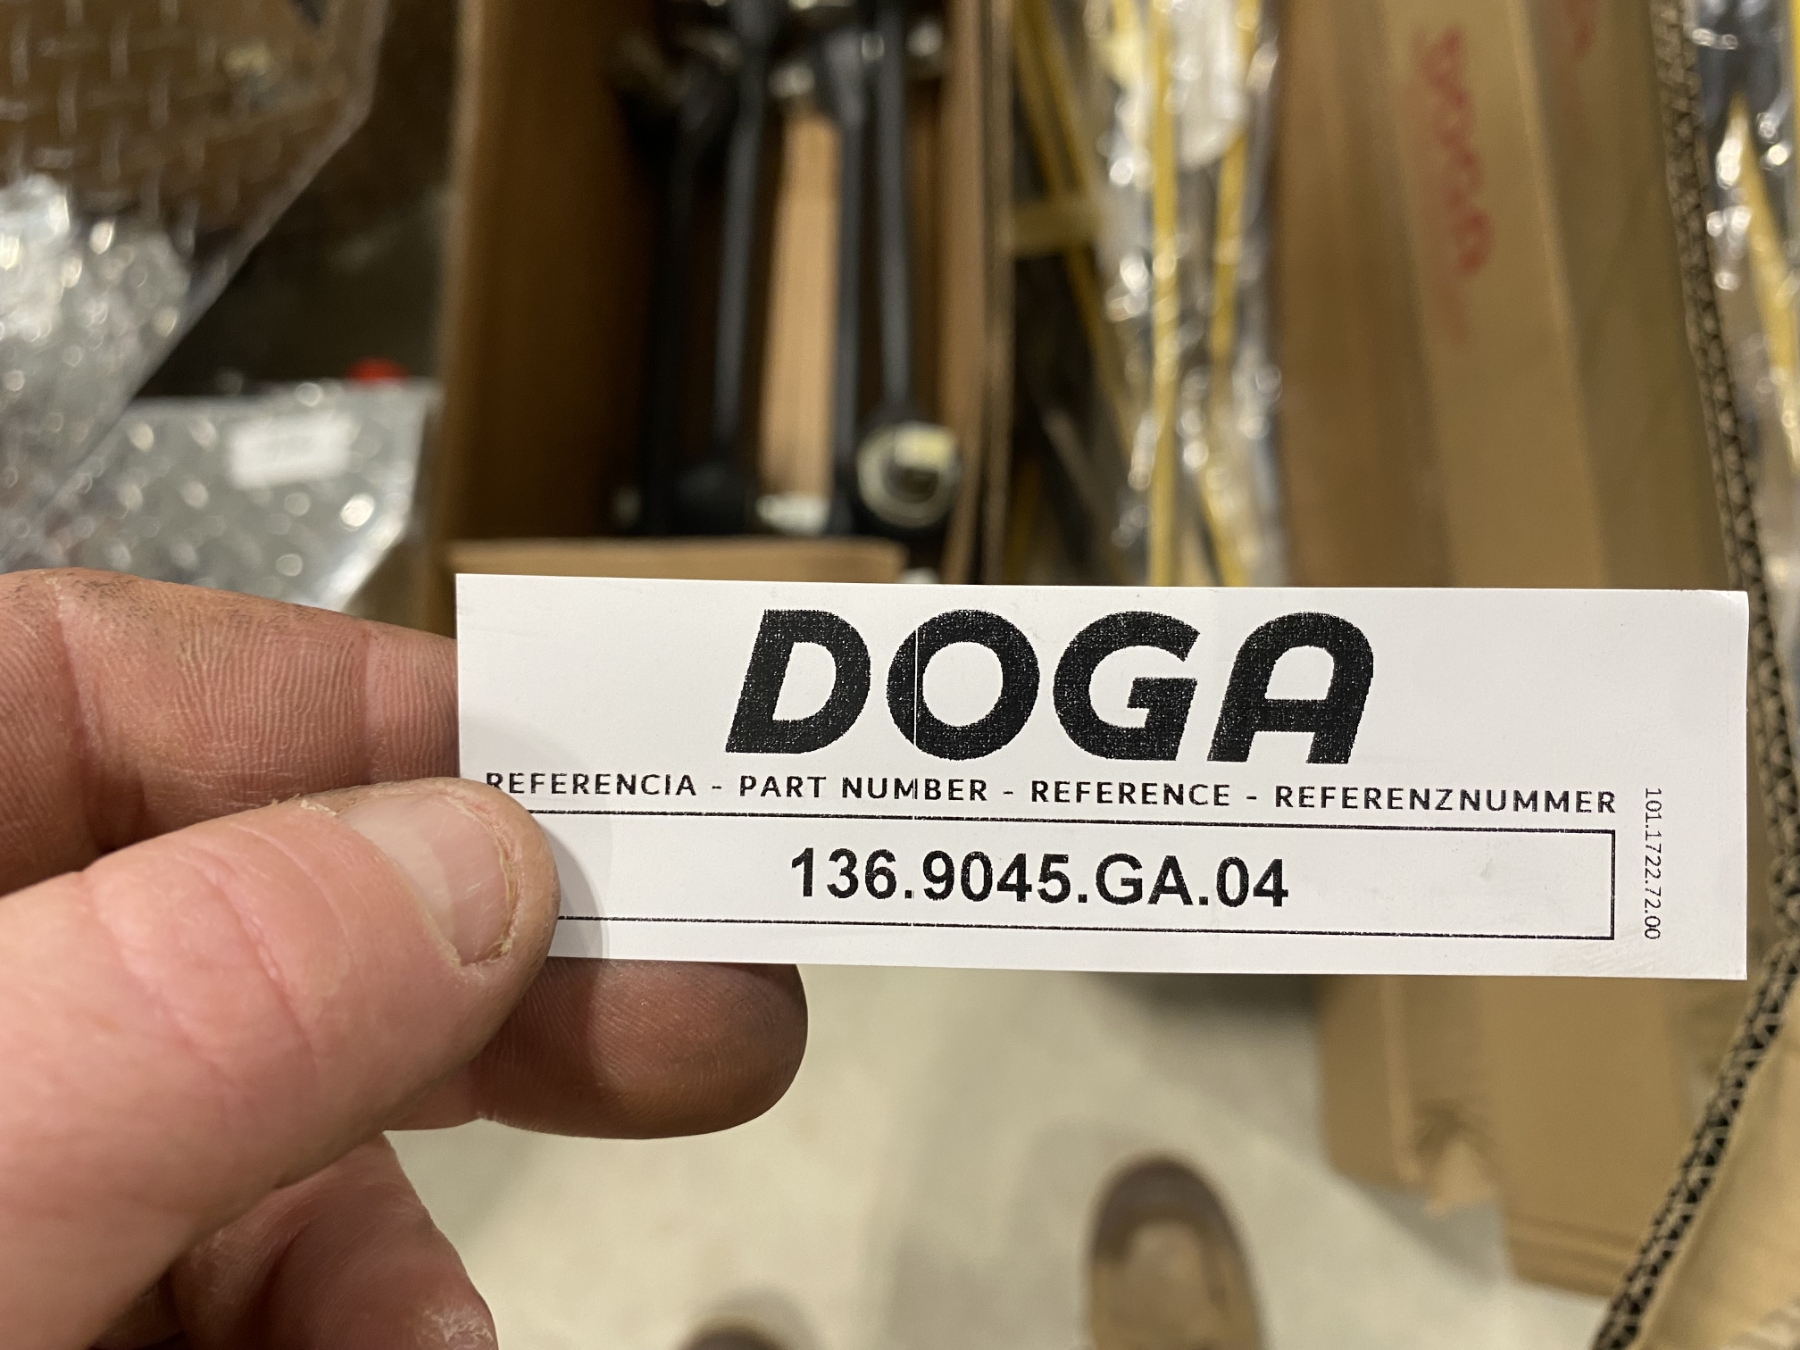 DOGA
REFERENCIA - PART NUMBER - REFERENCE - REFERENZNUMMER
136.9045.GA.04
101.1722.72.00